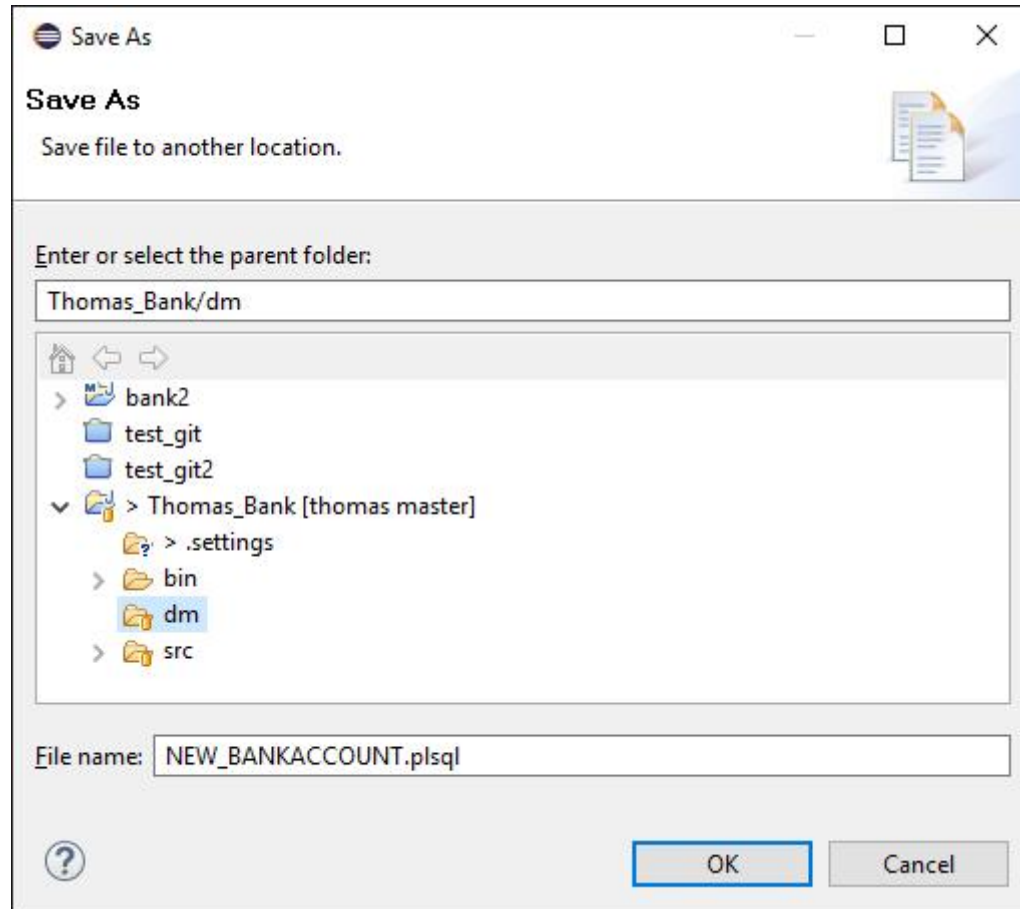 Save As
Save As
Save file to another location.
Enter or select the parent folder:
Thomas_Bank/dm
bank2
test_git
test_git2
> Thomas_Bank [thomas master]
> .settings
bin
dm
src
File name: NEW_BANKACCOUNT.plsql
OK Cancel